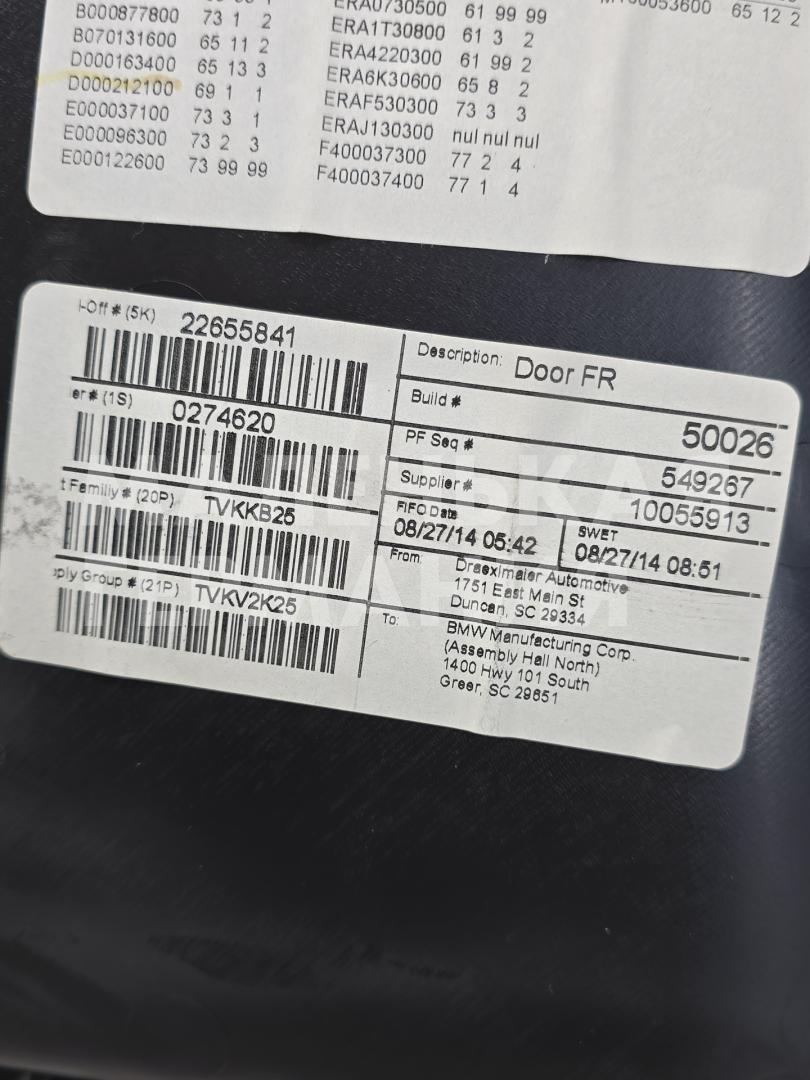 B000877800 73 1 2
B070131600 65 11 2
D000163400 65 13 3
D000212100 69 1 1
E000037100 73 3 1
E000096300 73 2 3
E000122600 73 99 99
ERA0730500 61 99 99
ERA1T30800 61 3 2
ERA4220300 61 99 2
ERA6K30600 65 8 2
ERAF530300 73 3 3
ERAJ130300 nul nul nul
F400037300 77 2 4
F400037400 77 1 4
65 12 2
-Off # (5K) 22655841
er# (1S) 0274620
t Family# (20P) TVKKB25
ply Group # (21P) TVKV2K25
Description: Door FR
Build # 50026
PF Seq # 549267
Supplier# 10055913
FIFO Date
08/27/14 05:42
SWET
08/27/14 08:51
From: Draexlmaier Automotive
1751 East Main St
Duncan, SC 29334
To: BMW Manufacturing Corp.
(Assembly Hall North)
1400 Hwy 101 South
Greer, SC 29651
МАЛЕНЬКАЯ
ГЕРМАНИЯ